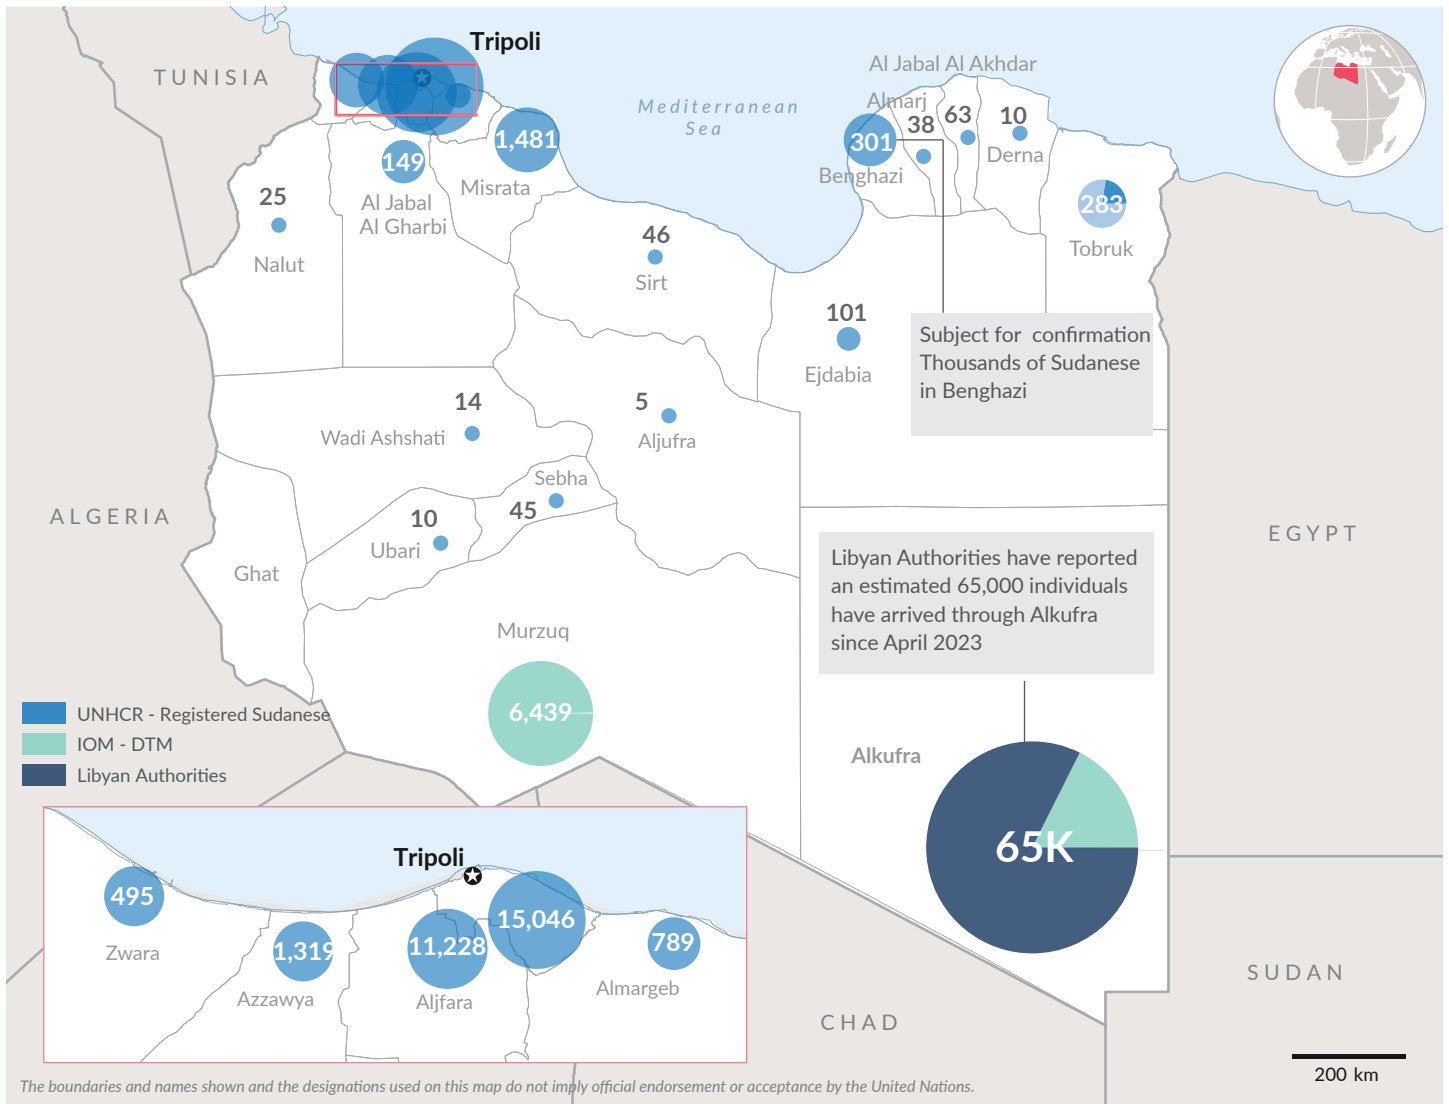 TUNISIA
Tripoli
Mediterranean
Sea
Al Jabal Al Akhdar
Almarj
38
63
10
301
Benghazi
Derna
283
Tobruk
1,481
Misrata
149
Al Jabal
Al Gharbi
25
Nalut
46
Sirt
101
Ejdabia
Subject for confirmation
Thousands of Sudanese
in Benghazi
14
Wadi Ashshati
5
Aljufra
Sebha
45
10
Ubari
Ghat
ALGERIA
EGYPT
Libyan Authorities have reported
an estimated 65,000 individuals
have arrived through Alkufra
since April 2023
Murzuq
6,439
Alkufra
65K
UNHCR - Registered Sudanese
IOM - DTM
Libyan Authorities
Tripoli
495
Zwara
1,319
Azzawya
11,228
Aljfara
15,046
789
Almargeb
CHAD
SUDAN
200 km
The boundaries and names shown and the designations used on this map do not imply official endorsement or acceptance by the United Nations.